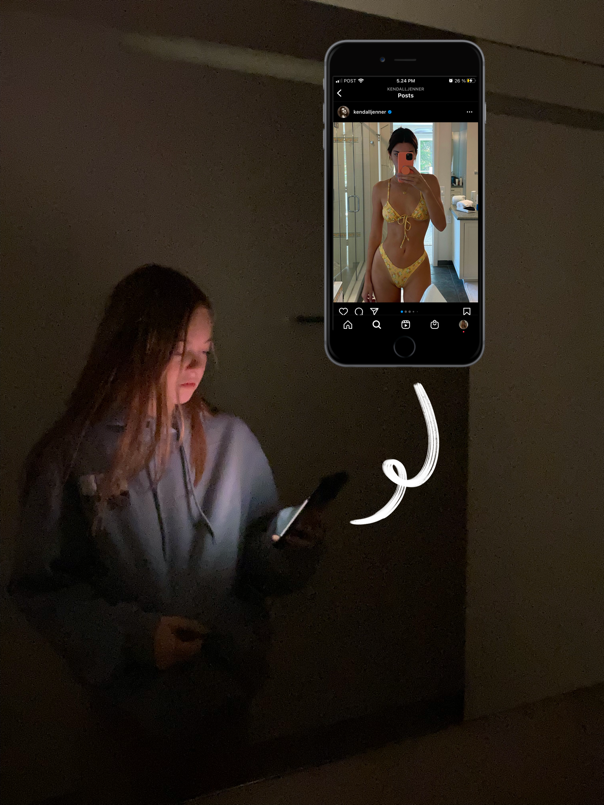 POST 5.24 PM 26 %
KENDALLJENNER
Posts
kendalljenner